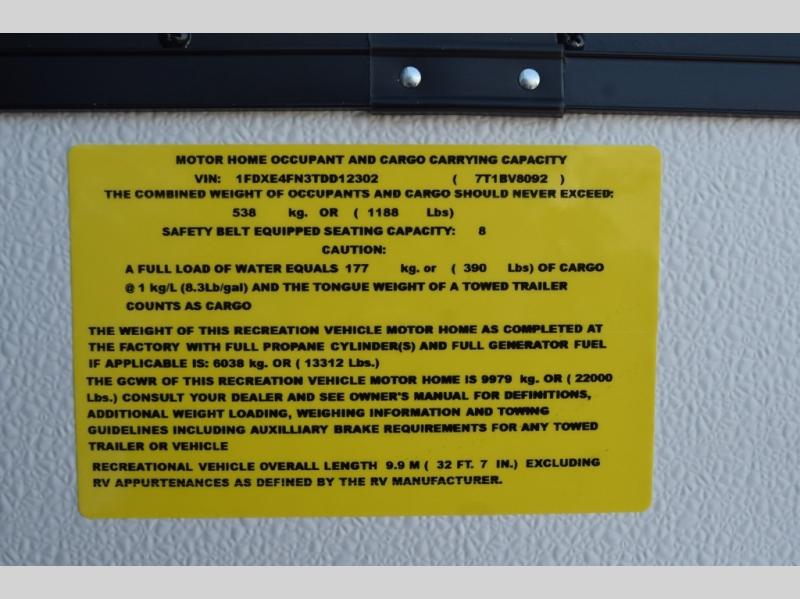 MOTOR HOME OCCUPANT AND CARGO CARRYING CAPACITY
VIN: 1FDXE4FN3TDD12302 ( 7T1BV8092 )
THE COMBINED WEIGHT OF OCCUPANTS AND CARGO SHOULD NEVER EXCEED:
538 kg. OR ( 1188 Lbs)
SAFETY BELT EQUIPPED SEATING CAPACITY: 8
CAUTION:
A FULL LOAD OF WATER EQUALS 177 kg. or ( 390 Lbs) OF CARGO
@ 1 kg/L (8.3Lb/gal) AND THE TONGUE WEIGHT OF A TOWED TRAILER
COUNTS AS CARGO
THE WEIGHT OF THIS RECREATION VEHICLE MOTOR HOME AS COMPLETED AT
THE FACTORY WITH FULL PROPANE CYLINDER(S) AND FULL GENERATOR FUEL
IF APPLICABLE IS: 6038 kg. OR ( 13312 Lbs.)
THE GCWR OF THIS RECREATION VEHICLE MOTOR HOME IS 9979 kg. OR ( 22000
Lbs.) CONSULT YOUR DEALER AND SEE OWNER'S MANUAL FOR DEFINITIONS,
ADDITIONAL WEIGHT LOADING, WEIGHING INFORMATION AND TOWING
GUIDELINES INCLUDING AUXILLIARY BRAKE REQUIREMENTS FOR ANY TOWED
TRAILER OR VEHICLE
RECREATIONAL VEHICLE OVERALL LENGTH 9.9 M ( 32 FT. 7 IN.) EXCLUDING
RV APPURTENANCES AS DEFINED BY THE RV MANUFACTURER.